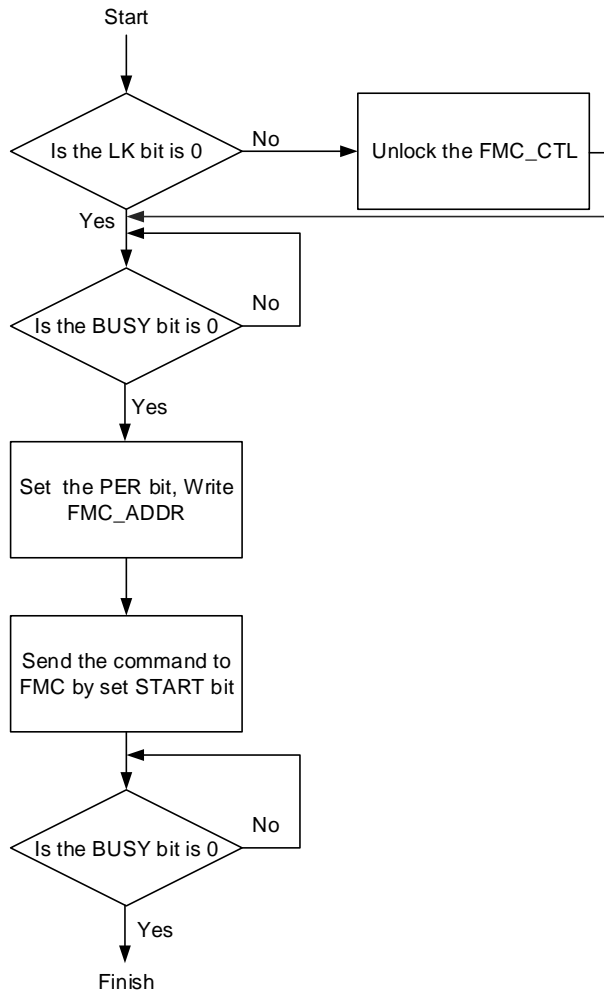 Start
Is the LK bit is 0
No
Unlock the FMC_CTL
Yes
No
Is the BUSY bit is 0
Yes
Set the PER bit, Write
FMC_ADDR
Send the command to
FMC by set START bit
No
Is the BUSY bit is 0
Yes
Finish